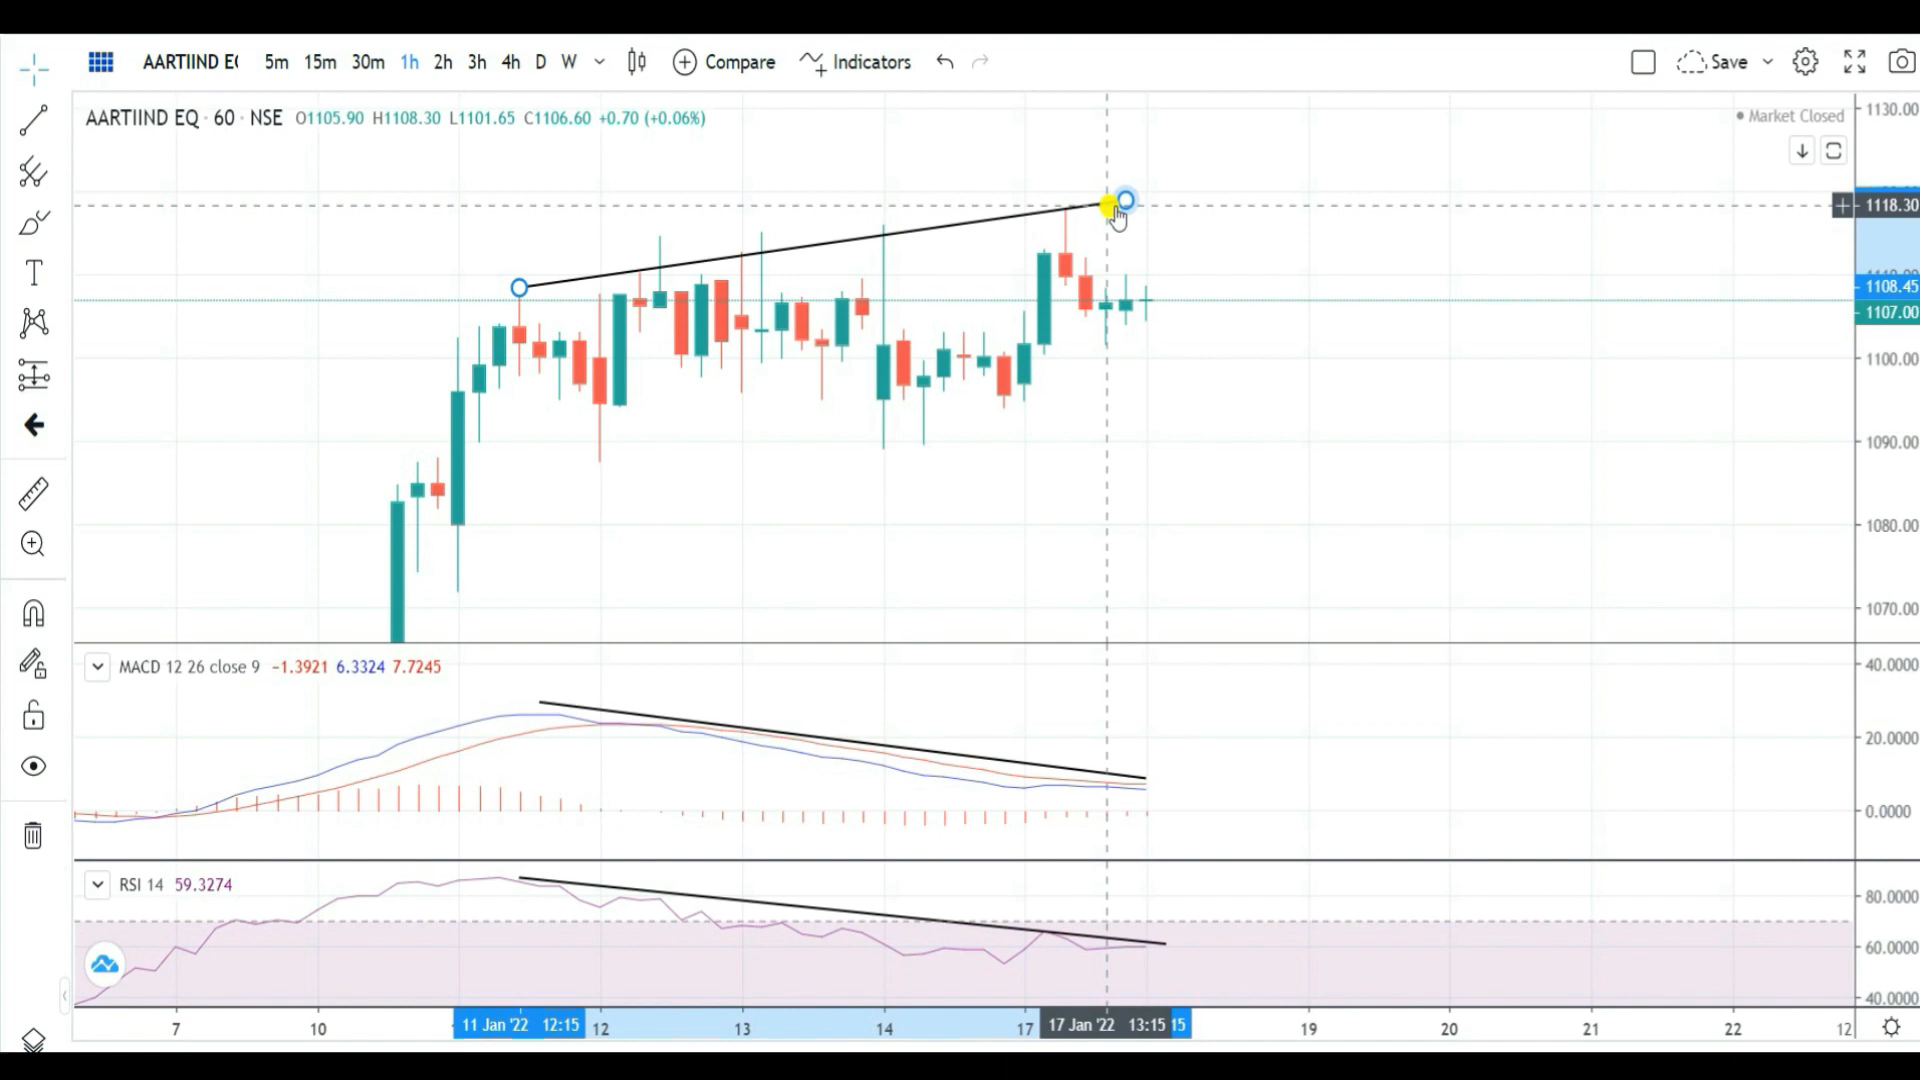 AARTIIND E 5m 15m 30m 1h 2h 3h 4h D W Compare Indicators Save
AARTIIND EQ · 60 · NSE O1105.90 H1108.30 L1101.65 C1106.60 +0.70 (+0.06%)
Market Closed
1130.00
1118.30
1108.45
1107.00
1100.00
1090.00
1080.00
1070.00
MACD 12 26 close 9 −1.3921 6.3324 7.7245
40.0000
20.0000
0.0000
RSI 14 59.3274
80.0000
60.0000
40.0000
7 10 11 Jan '22 12:15 12 13 14 17 17 Jan '22 13:15 15 19 20 21 22 12